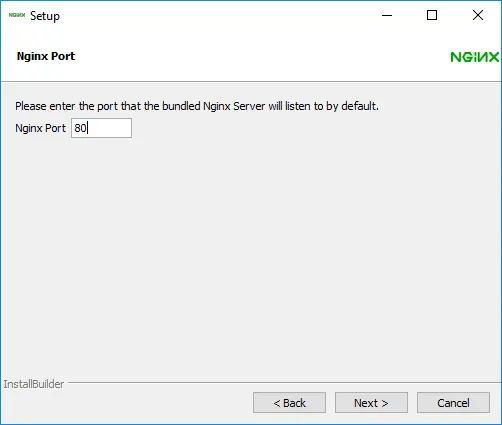 NGINX Setup
Nginx Port
NGINX
Please enter the port that the bundled Nginx Server will listen to by default.
Nginx Port 80
InstallBuilder
< Back Next > Cancel